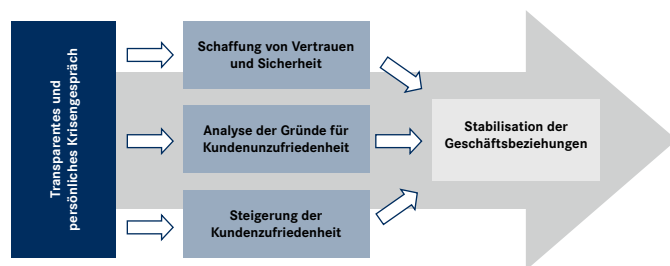 Transparentes und
persönliches Krisengespräch
Schaffung von Vertrauen
und Sicherheit
Analyse der Gründe für
Kundenunzufriedenheit
Steigerung der
Kundenzufriedenheit
Stabilisation der
Geschäftsbeziehungen